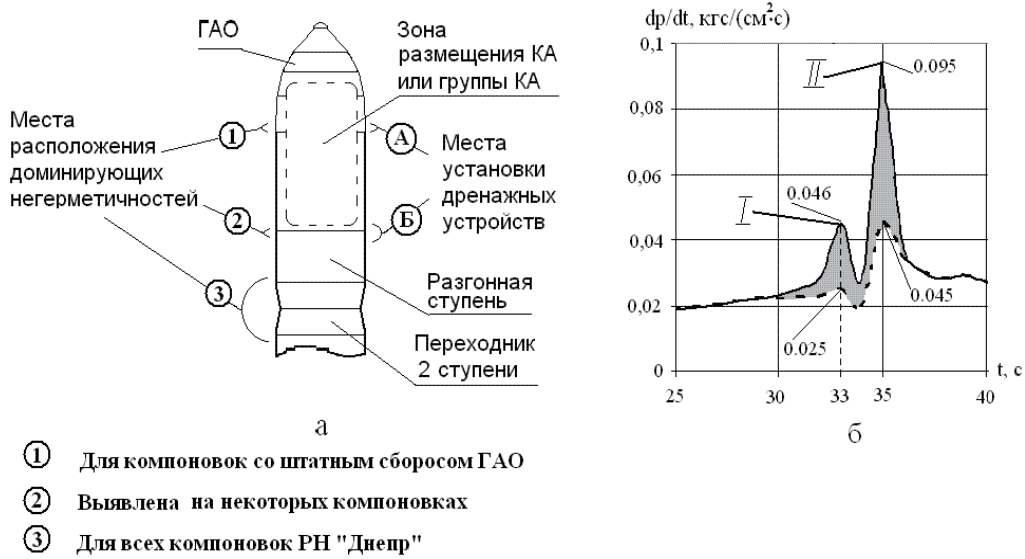 ГАО
Зона
размещения КА
или группы КА
Места
расположения
доминирующих
негерметичностей
1
А
Места
установки
дренажных
устройств
2
Б
3
Разгонная
ступень
Переходник
2 ступени
а
dp/dt, кгс/(см²·с)
0,1
0,08
0,06
0,04
0,02
0
II
0.095
0.046
I
0.045
0.025
25
30
33
35
40
t, с
б
1 Для компоновок со штатным сборосом ГАО
2 Выявлена на некоторых компоновках
3 Для всех компоновок РН "Днепр"